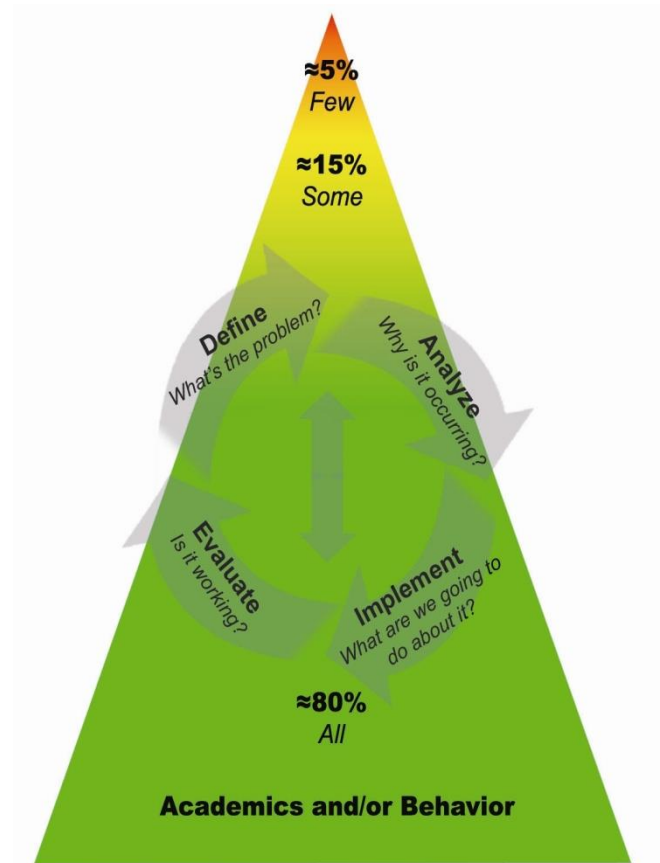 ≈5%
Few
≈15%
Some
Define
What's the problem?
Analyze
Why is it occurring?
Implement
What are we going to
do about it?
Evaluate
Is it working?
≈80%
All
Academics and/or Behavior